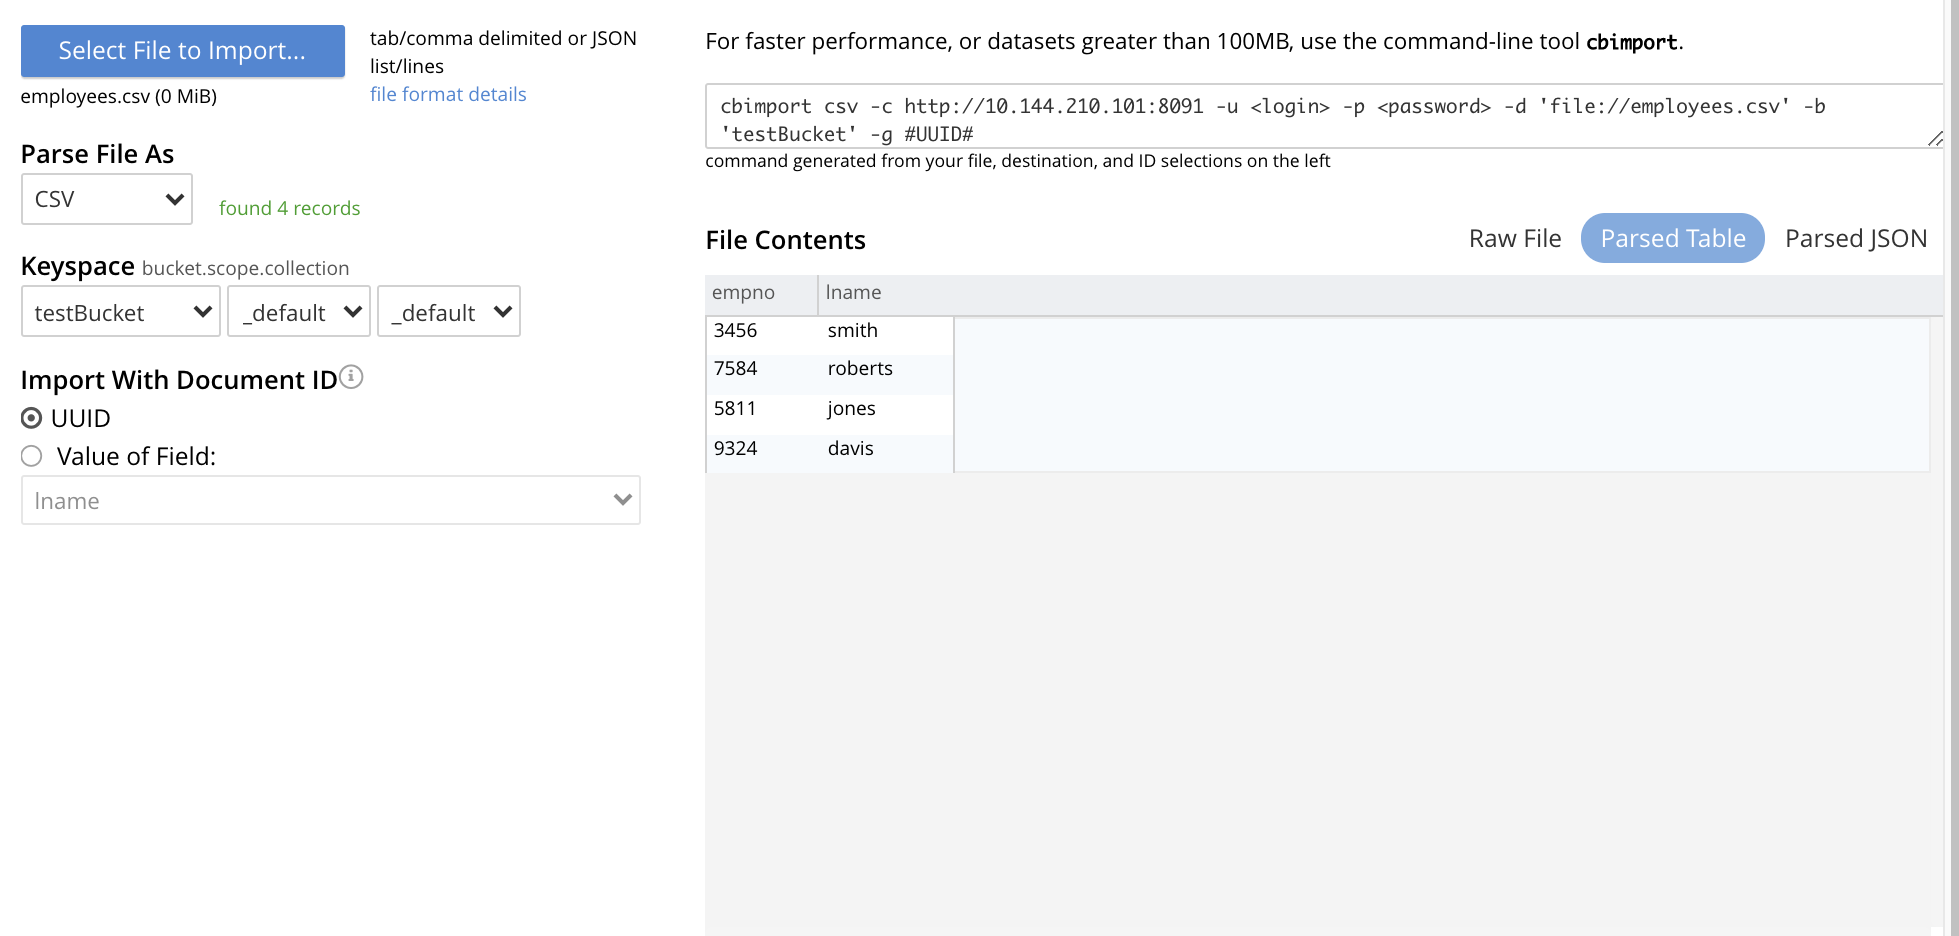 Select File to Import...
tab/comma delimited or JSON
list/lines
file format details
employees.csv (0 MiB)
Parse File As
CSV
found 4 records
Keyspace bucket.scope.collection
testBucket _default _default
Import With Document ID
UUID
Value of Field:
lname
For faster performance, or datasets greater than 100MB, use the command-line tool cbimport.
cbimport csv -c http://10.144.210.101:8091 -u <login> -p <password> -d 'file://employees.csv' -b
'testBucket' -g #UUID#
command generated from your file, destination, and ID selections on the left
File Contents
Raw File Parsed Table Parsed JSON
empno lname
3456 smith
7584 roberts
5811 jones
9324 davis